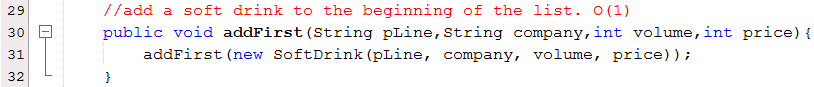 29 //add a soft drink to the beginning of the list. O(1)
30 public void addFirst(String pLine,String company,int volume,int price){
31 addFirst(new SoftDrink(pLine, company, volume, price));
32 }